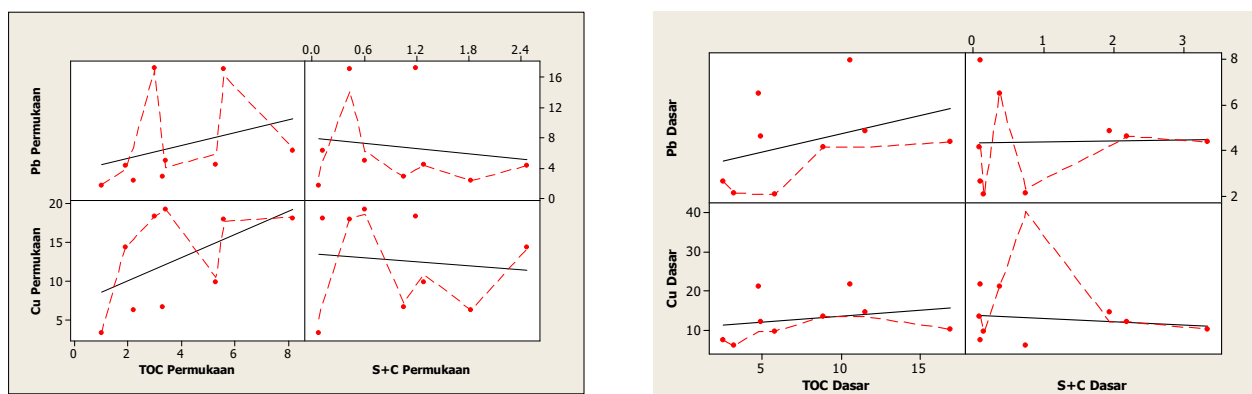 0.0 0.6 1.2 1.8 2.4
Pb Permukaan
16
12
8
4
0
Cu Permukaan
20
15
10
5
0 2 4 6 8
TOC Permukaan S+C Permukaan
0 1 2 3
Pb Dasar
8
6
4
2
Cu Dasar
40
30
20
10
5 10 15
TOC Dasar S+C Dasar